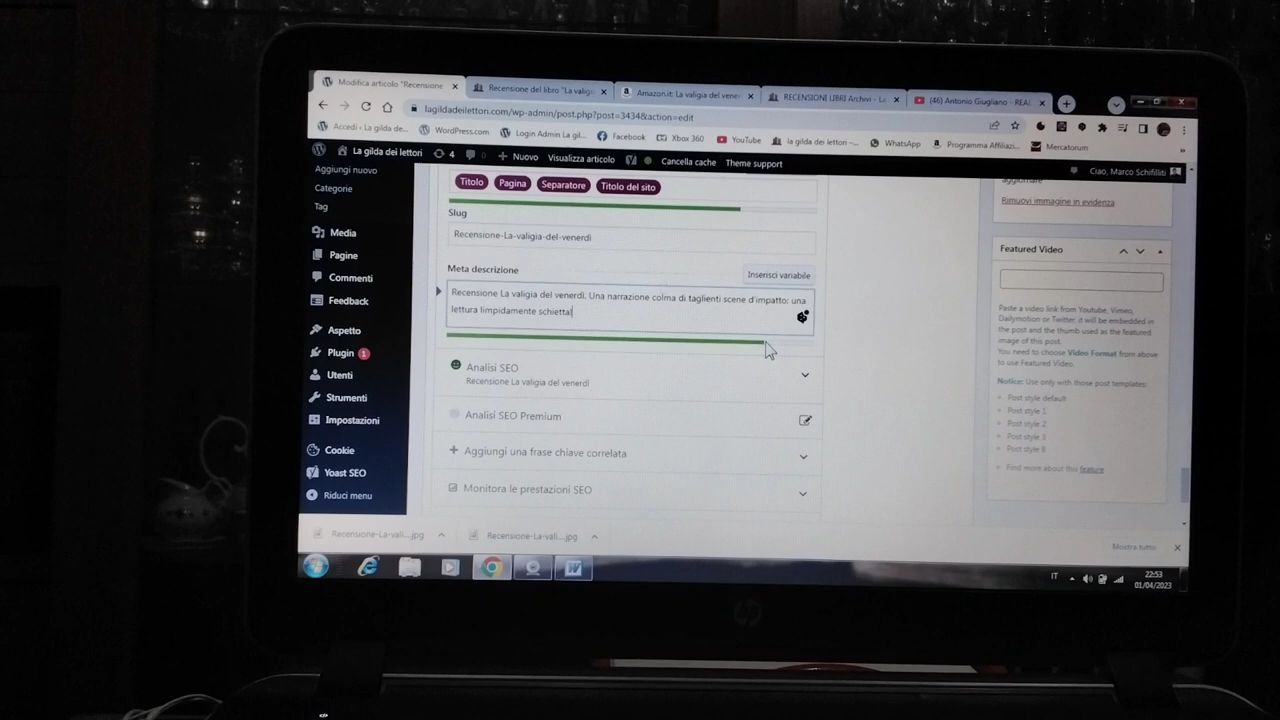 Modifica articolo "Recensione
Recensione del libro "La valigi
Amazon.it: La valigia del vener
RECENSIONI LIBRI Archivi - La
(46) Antonio Giugliano - REAL
lagildadeilettori.com/wp-admin/post.php?post=3434&action=edit
Accedi ‹ La gilda de...
WordPress.com
Login Admin La gil...
Facebook
Xbox 360
YouTube
la gilda dei lettori –...
WhatsApp
Programma Affiliazi...
Mercatorum
La gilda dei lettori
4
0
Nuovo
Visualizza articolo
Cancella cache
Theme support
Ciao, Marco Schifilliti
Aggiungi nuovo
Categorie
Tag
Media
Pagine
Commenti
Feedback
Aspetto
Plugin 1
Utenti
Strumenti
Impostazioni
Cookie
Yoast SEO
Riduci menu
Titolo
Pagina
Separatore
Titolo del sito
Slug
Recensione-La-valigia-del-venerdì
Meta descrizione
Inserisci variabile
Recensione La valigia del venerdì. Una narrazione colma di taglienti scene d'impatto: una
lettura limpidamente schietta!
Analisi SEO
Recensione La valigia del venerdì
Analisi SEO Premium
Aggiungi una frase chiave correlata
Monitora le prestazioni SEO
aggiornare
Rimuovi immagine in evidenza
Featured Video
Paste a video link from Youtube, Vimeo,
Dailymotion or Twitter, it will be embedded in
the post and the thumb used as the featured
image of this post.
You need to choose Video Format from above
to use Featured Video.
Notice: Use only with those post templates:
Post style default
Post style 1
Post style 2
Post style 3
Post style 8
Find more about this feature
Recensione-La-vali....jpg
Recensione-La-vali....jpg
Mostra tutto
IT
22:53
01/04/2023
hp